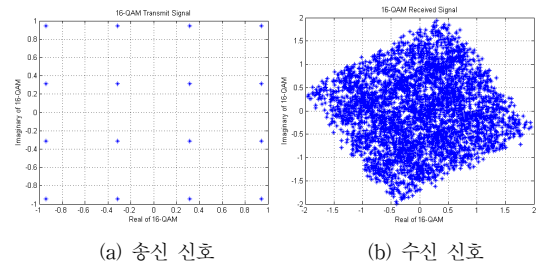 16-QAM Transmit Signal
Imaginary of 16-QAM
1
0.8
0.6
0.4
0.2
0
-0.2
-0.4
-0.6
-0.8
-1
-1 -0.8 -0.6 -0.4 -0.2 0 0.2 0.4 0.6 0.8 1
Real of 16-QAM
(a) 송신 신호
16-QAM Received Signal
Imaginary of 16-QAM
2
1.5
1
0.5
0
-0.5
-1
-1.5
-2
-2 -1.5 -1 -0.5 0 0.5 1 1.5 2
Real of 16-QAM
(b) 수신 신호